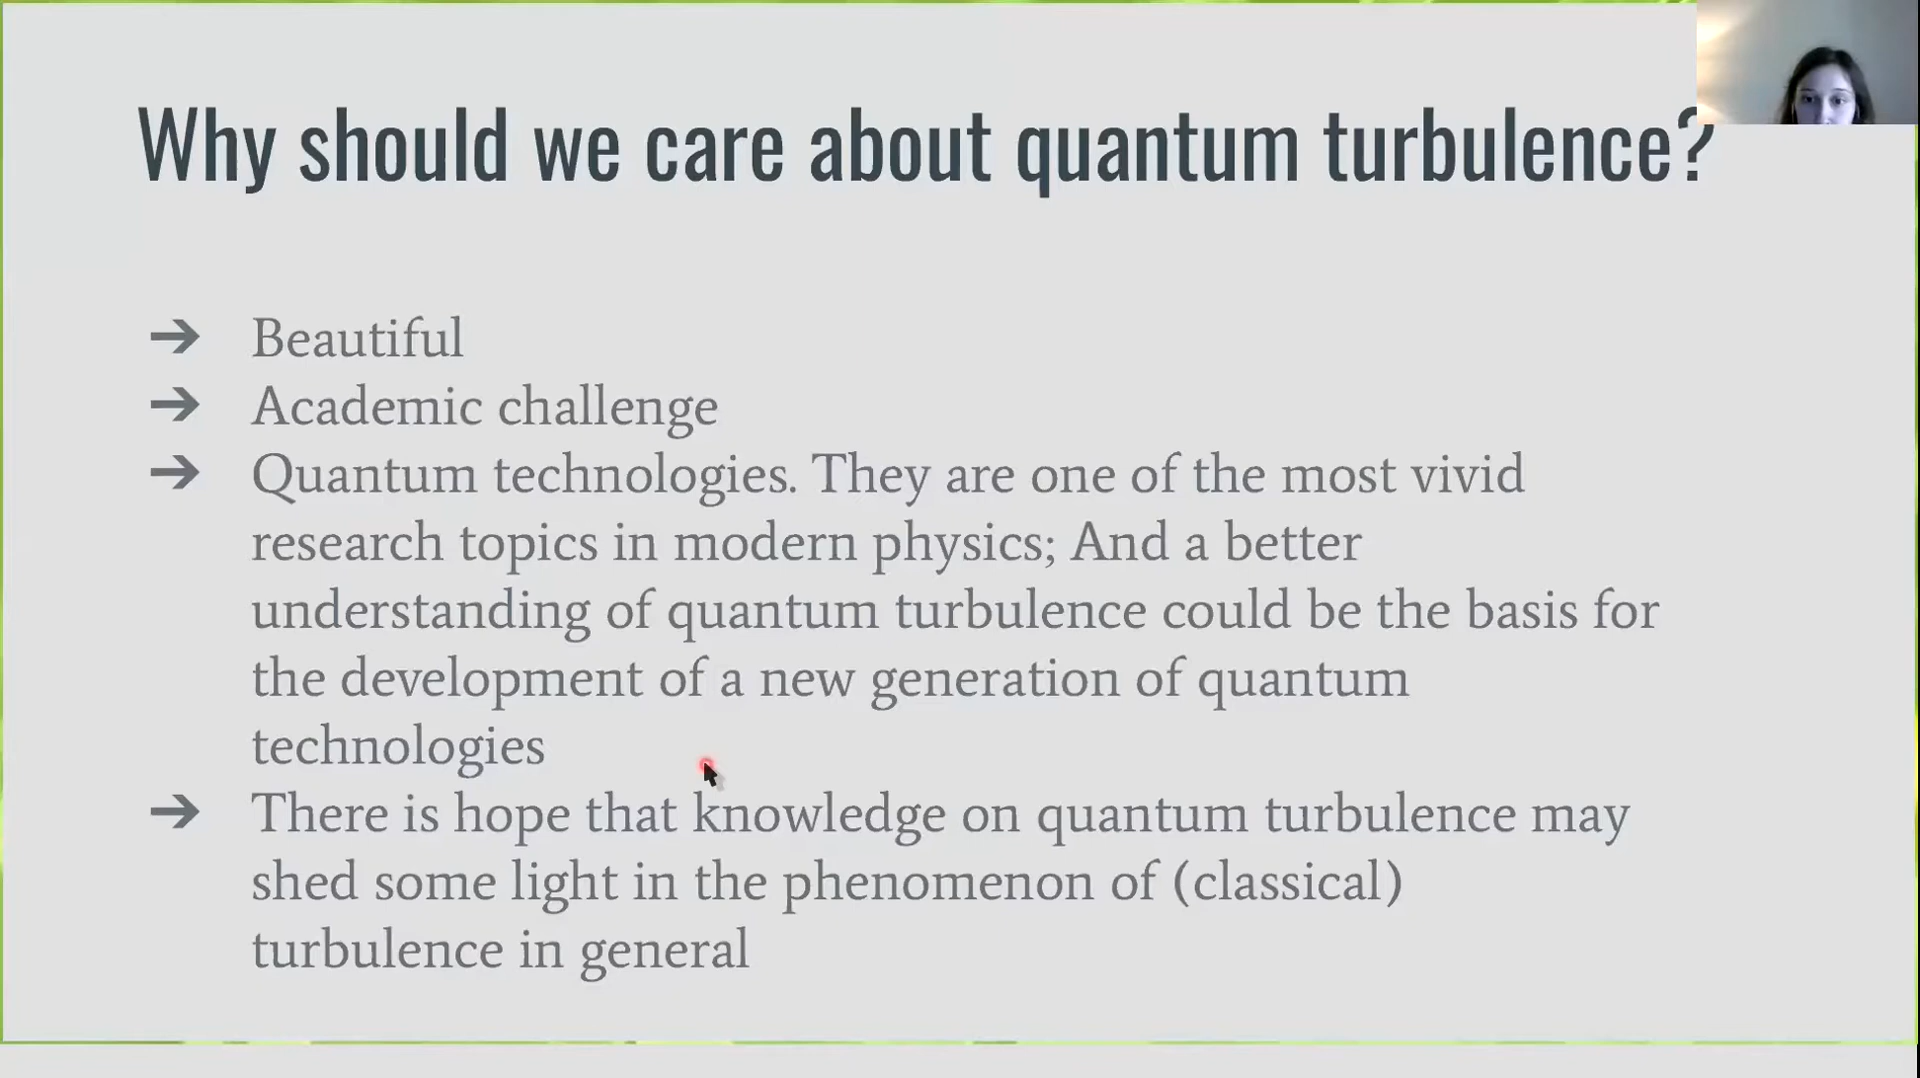 Why should we care about quantum turbulence?
➔ Beautiful
➔ Academic challenge
➔ Quantum technologies. They are one of the most vivid
research topics in modern physics; And a better
understanding of quantum turbulence could be the basis for
the development of a new generation of quantum
technologies
➔ There is hope that knowledge on quantum turbulence may
shed some light in the phenomenon of (classical)
turbulence in general